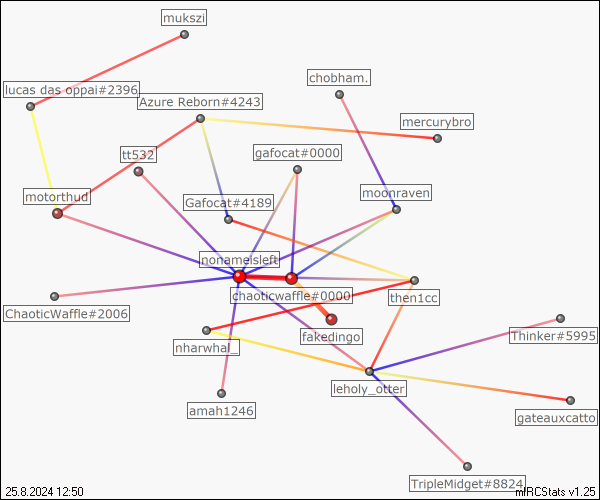 mukszi
chobham.
lucas das oppai#2396
Azure Reborn#4243
mercurybro
tt532
gafocat#0000
motorthud
Gafocat#4189
moonraven
nonameisleft
chaoticwaffle#0000
ChaoticWaffle#2006
then1cc
fakedingo
nharwhal_
Thinker#5995
leholy_otter
amah1246
gateauxcatto
TripleMidget#8824
25.8.2024 12:50
mIRCStats v1.25